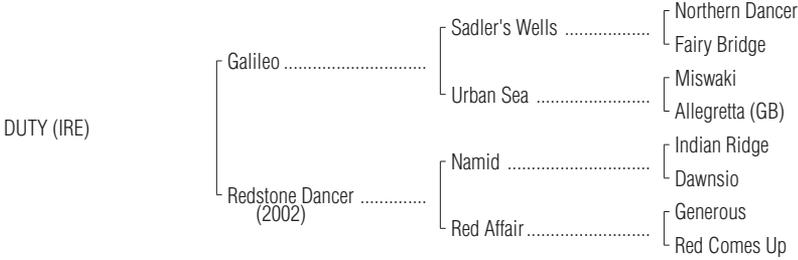 Northern Dancer
Sadler's Wells ..................
Fairy Bridge
Galileo ..............................
Miswaki
Urban Sea ........................
Allegretta (GB)
DUTY (IRE)
Indian Ridge
Namid ..............................
Dawnsio
Redstone Dancer ..............
(2002)
Generous
Red Affair..........................
Red Comes Up